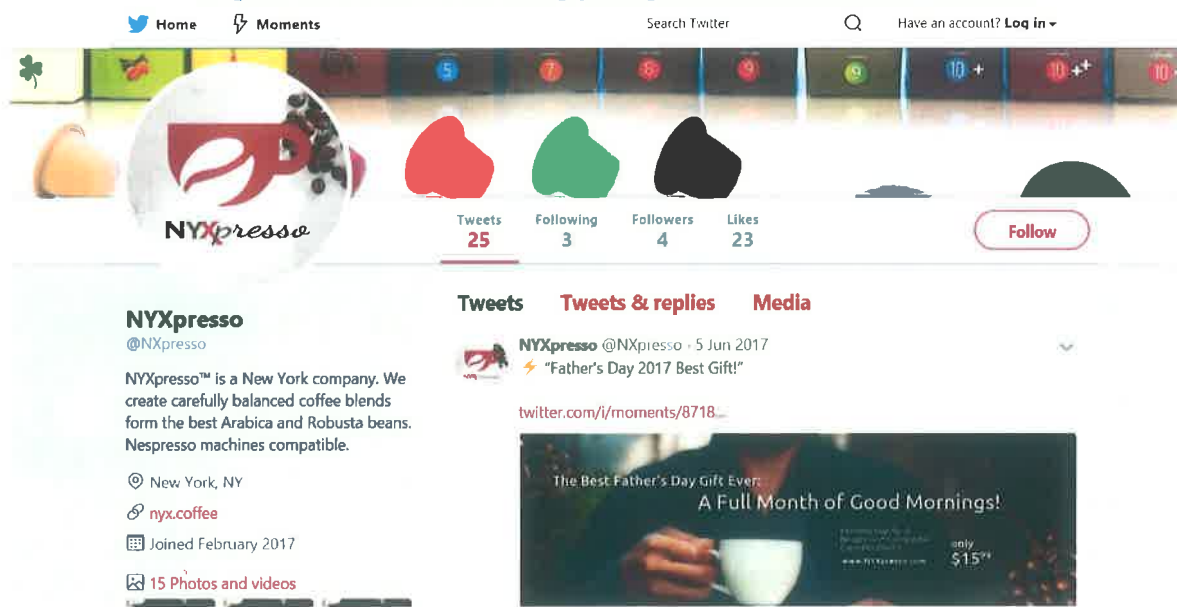 Home Moments Search Twitter Have an account? Log in
5 7 8 9 9 10 + 10 ++ 10
NYXpresso
Tweets Following Followers Likes
25 3 4 23
Follow
NYXpresso
@NXpresso
NYXpresso™ is a New York company. We
create carefully balanced coffee blends
form the best Arabica and Robusta beans.
Nespresso machines compatible.
New York, NY
nyx.coffee
Joined February 2017
15 Photos and videos
Tweets Tweets & replies Media
NYXpresso @NXpresso · 5 Jun 2017
"Father's Day 2017 Best Gift!"
twitter.com/i/moments/8718...
The Best Father's Day Gift Ever:
A Full Month of Good Mornings!
only
$15⁹⁹